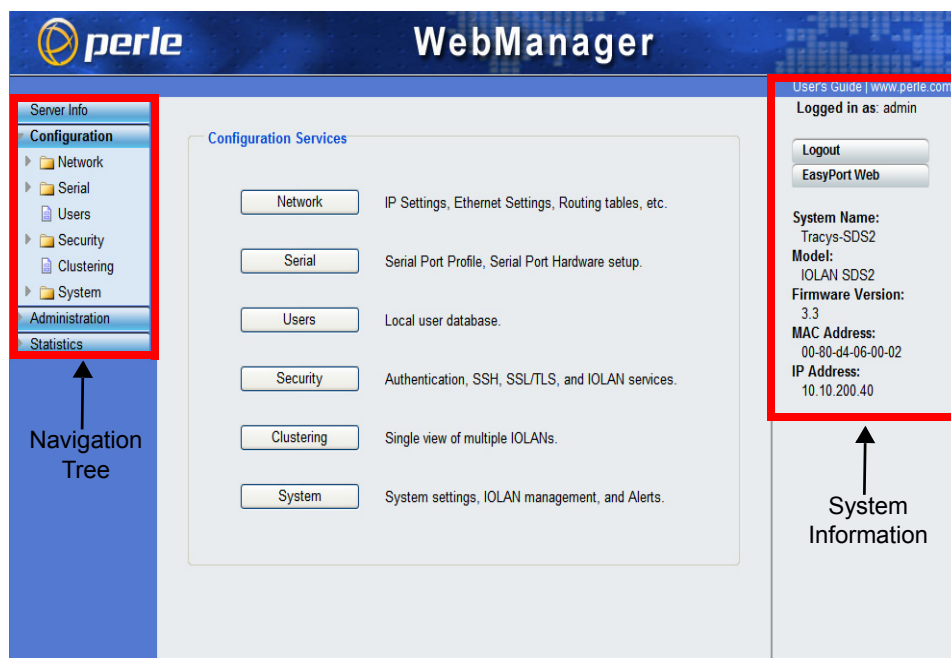 perle
WebManager
User's Guide | www.perle.com
Server Info
Configuration
Network
Serial
Users
Security
Clustering
System
Administration
Statistics
Navigation
Tree
Configuration Services
Network IP Settings, Ethernet Settings, Routing tables, etc.
Serial Serial Port Profile, Serial Port Hardware setup.
Users Local user database.
Security Authentication, SSH, SSL/TLS, and IOLAN services.
Clustering Single view of multiple IOLANs.
System System settings, IOLAN management, and Alerts.
Logged in as: admin
Logout
EasyPort Web
System Name:
Tracys-SDS2
Model:
IOLAN SDS2
Firmware Version:
3.3
MAC Address:
00-80-d4-06-00-02
IP Address:
10.10.200.40
System
Information